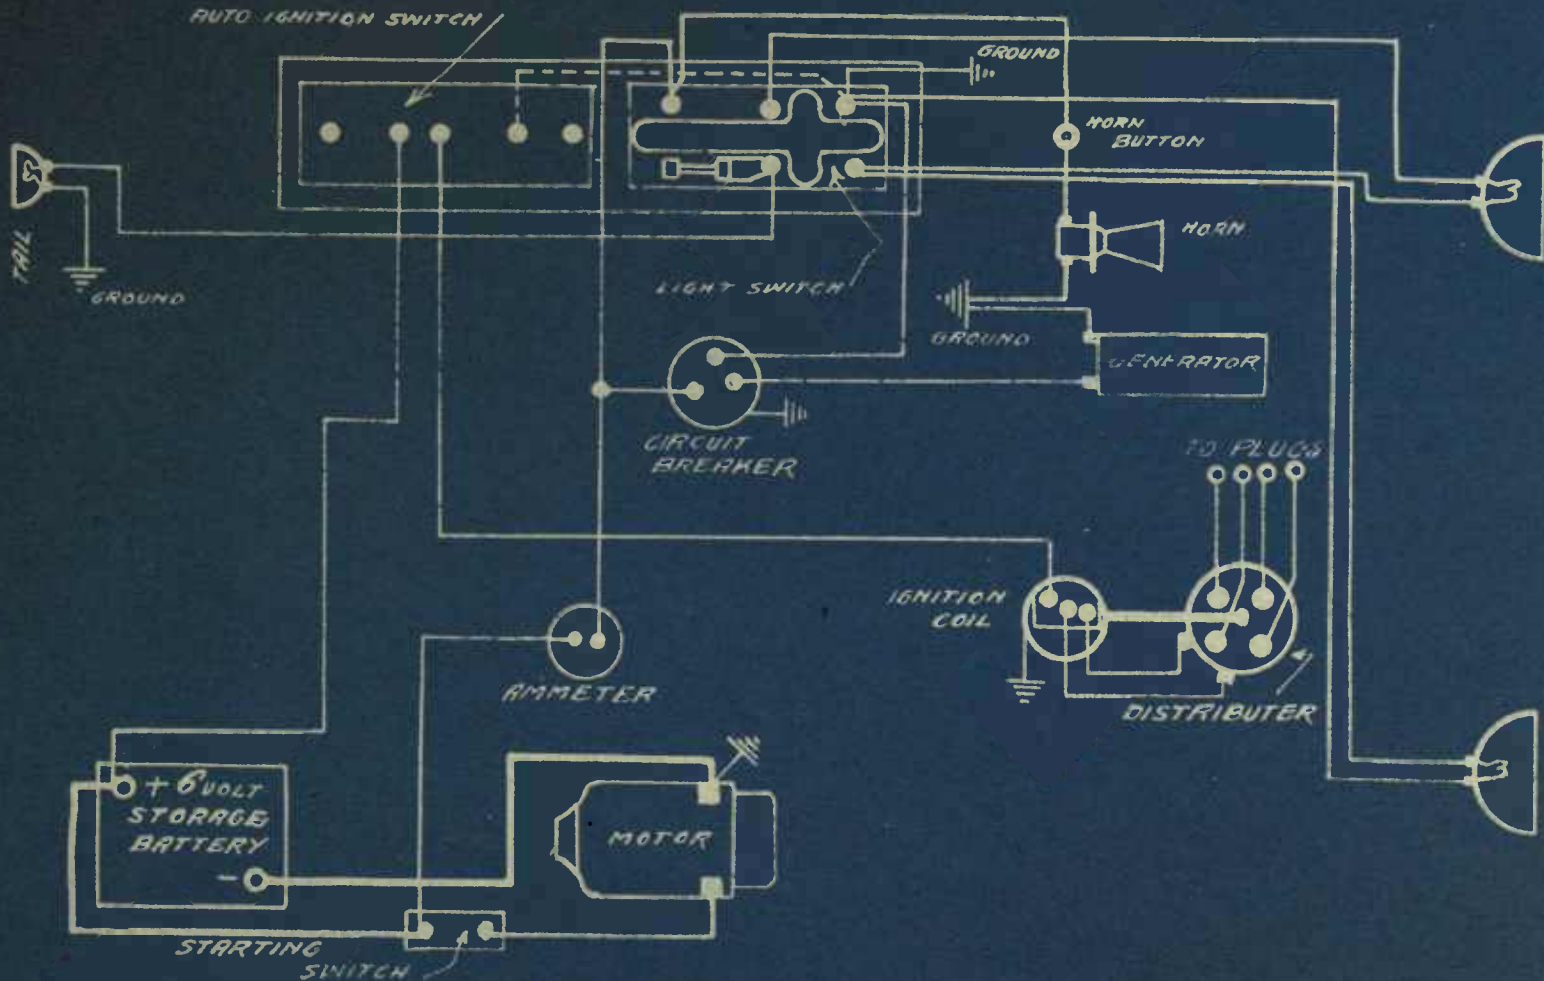 AUTO IGNITION SWITCH
GROUND
HORN
BUTTON
TAIL
GROUND
LIGHT SWITCH
HORN
GROUND
GENERATOR
CIRCUIT
BREAKER
TO PLUGS
IGNITION
COIL
AMMETER
DISTRIBUTER
+ 6 VOLT
STORAGE
BATTERY
-
MOTOR
STARTING
SWITCH